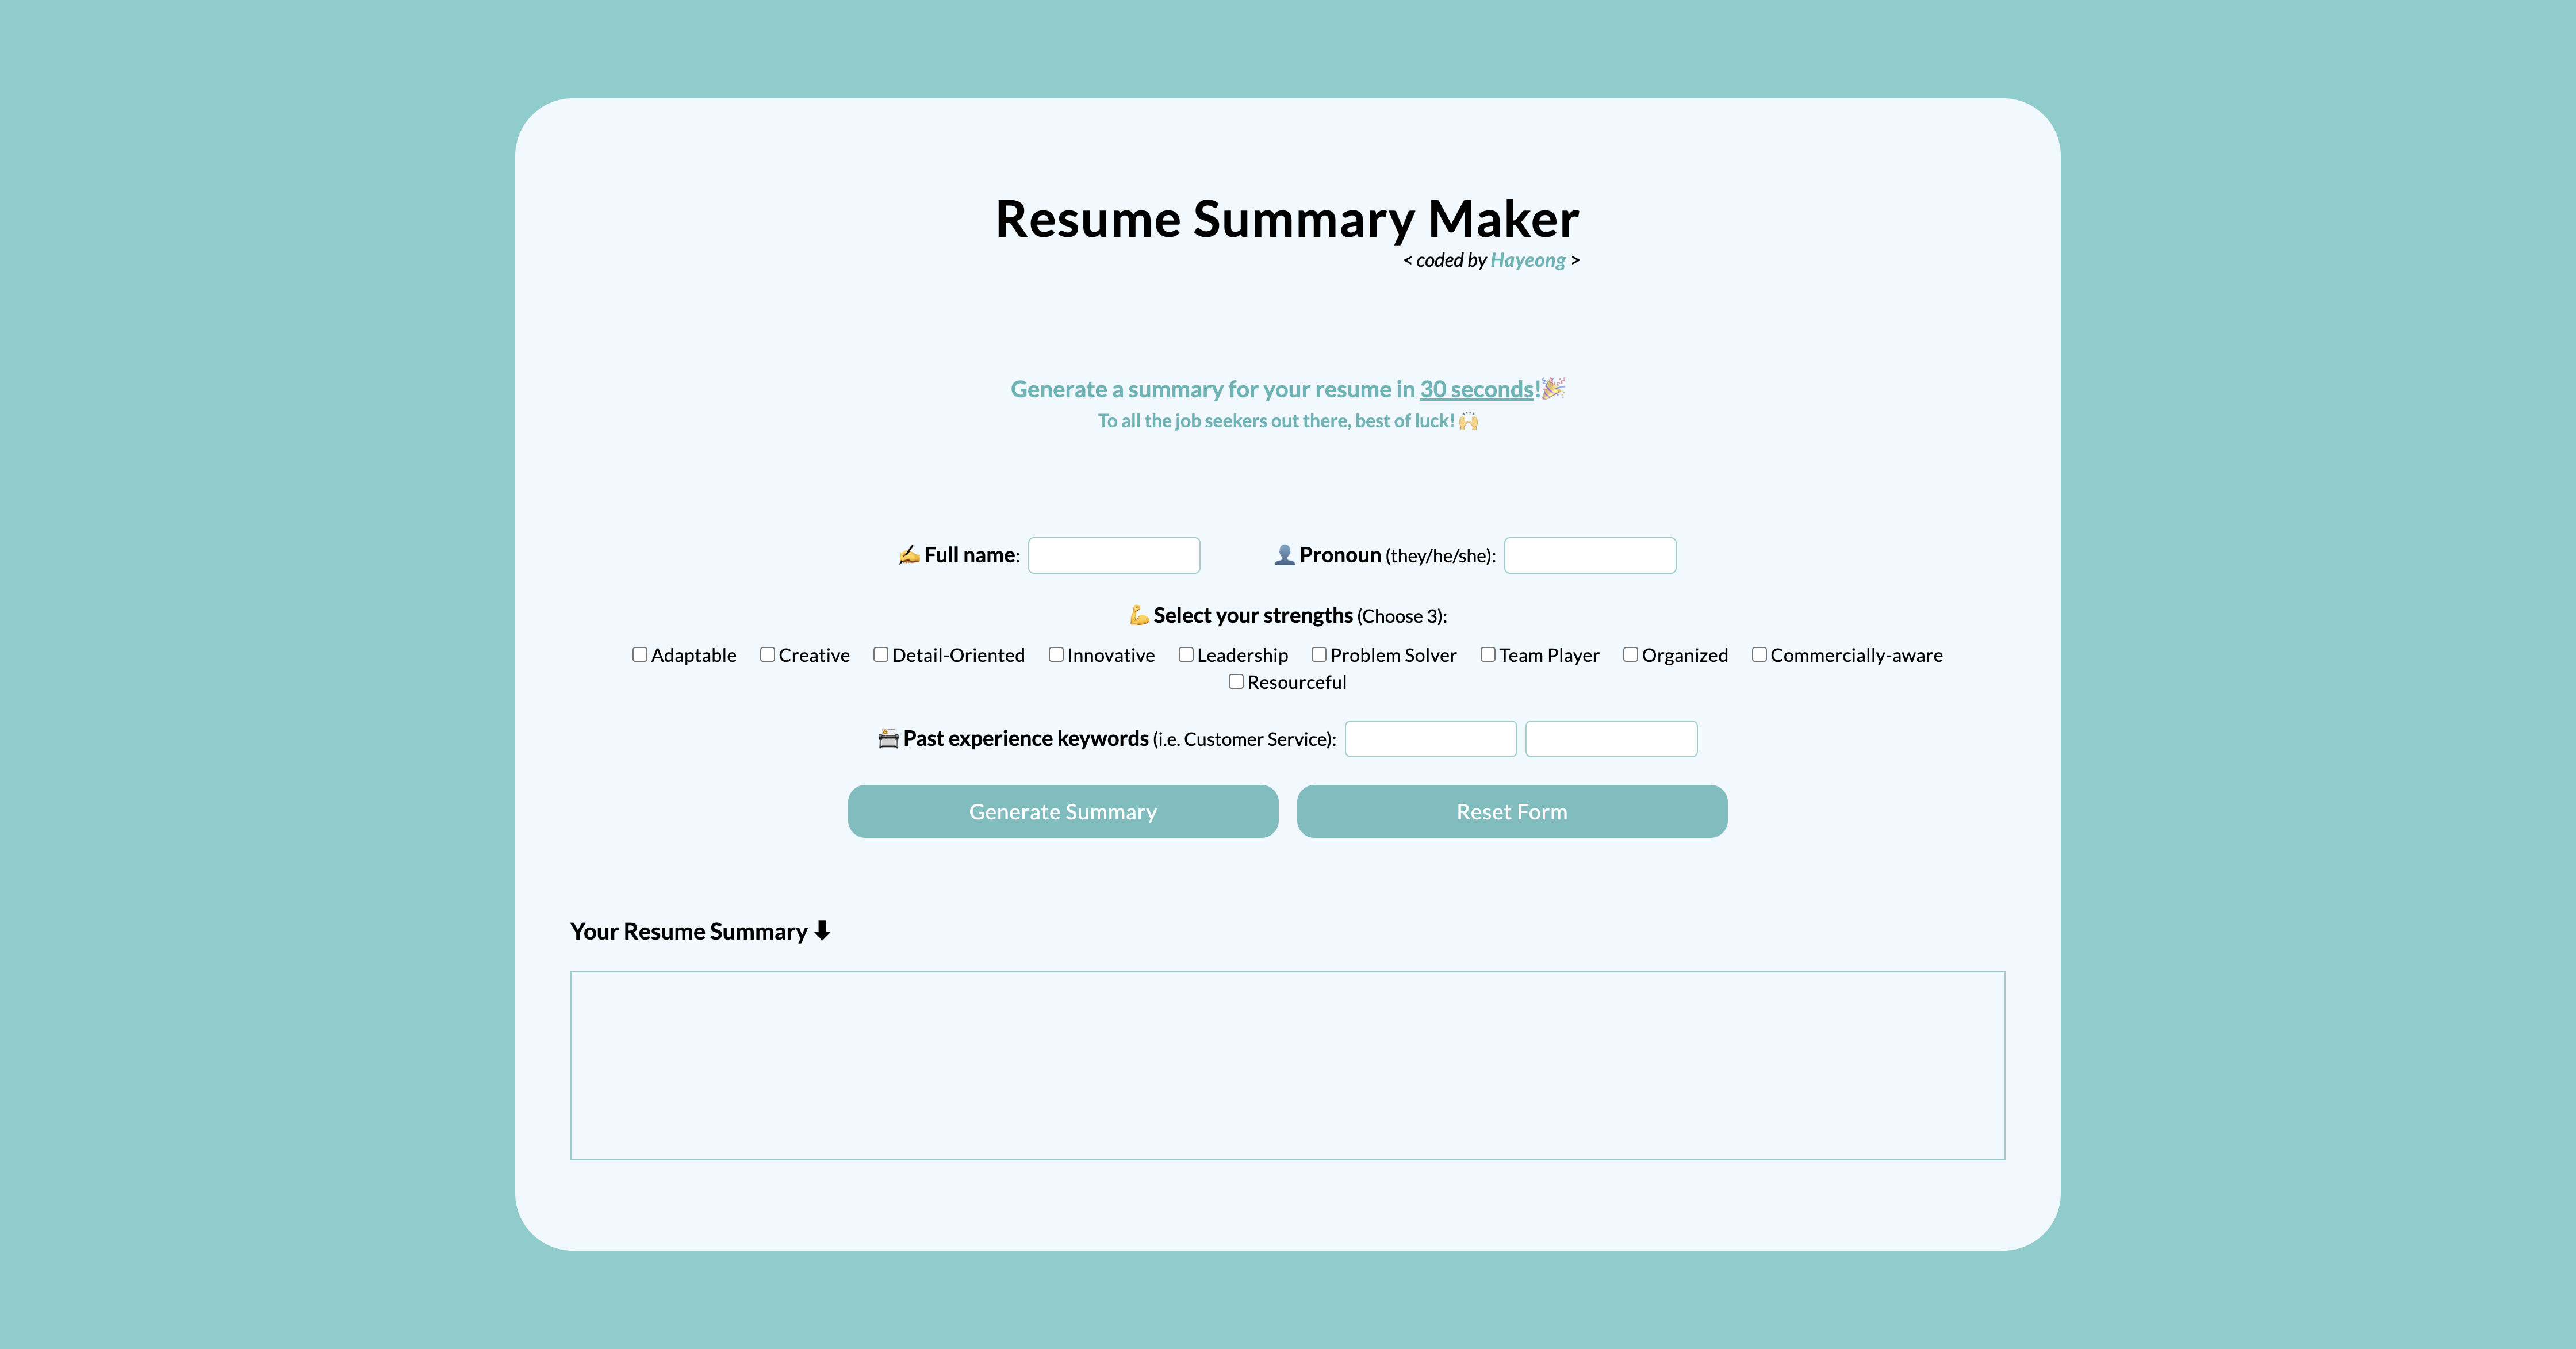 Resume Summary Maker
< coded by Hayeong >
Generate a summary for your resume in 30 seconds!🎉
To all the job seekers out there, best of luck! 🙌
✍️ Full name:
👤 Pronoun (they/he/she):
💪 Select your strengths (Choose 3):
Adaptable Creative Detail-Oriented Innovative Leadership Problem Solver Team Player Organized Commercially-aware
Resourceful
Past experience keywords (i.e. Customer Service):
Generate Summary
Reset Form
Your Resume Summary ⬇